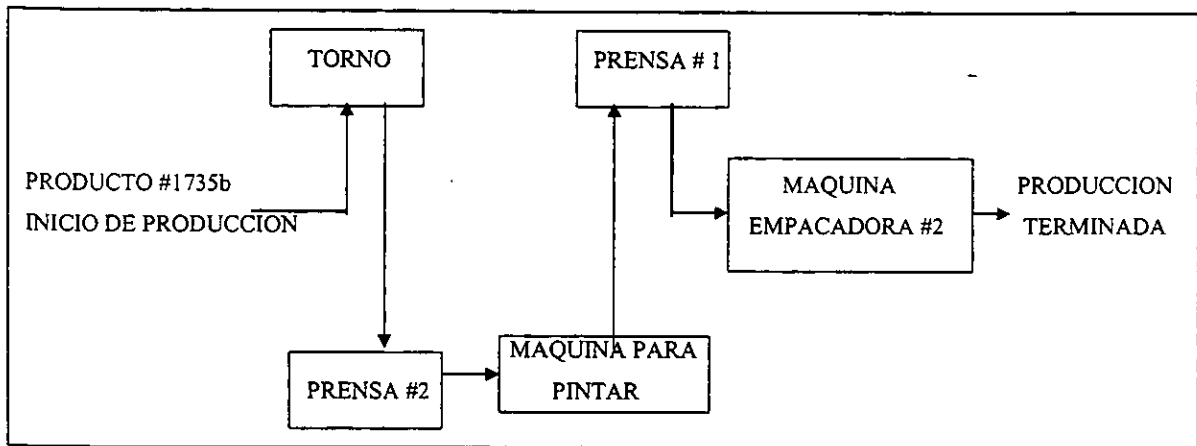 TORNO
PRENSA # 1
PRODUCTO #1735b
INICIO DE PRODUCCION
MAQUINA
EMPACADORA #2
PRODUCCION
TERMINADA
PRENSA #2
MAQUINA PARA
PINTAR